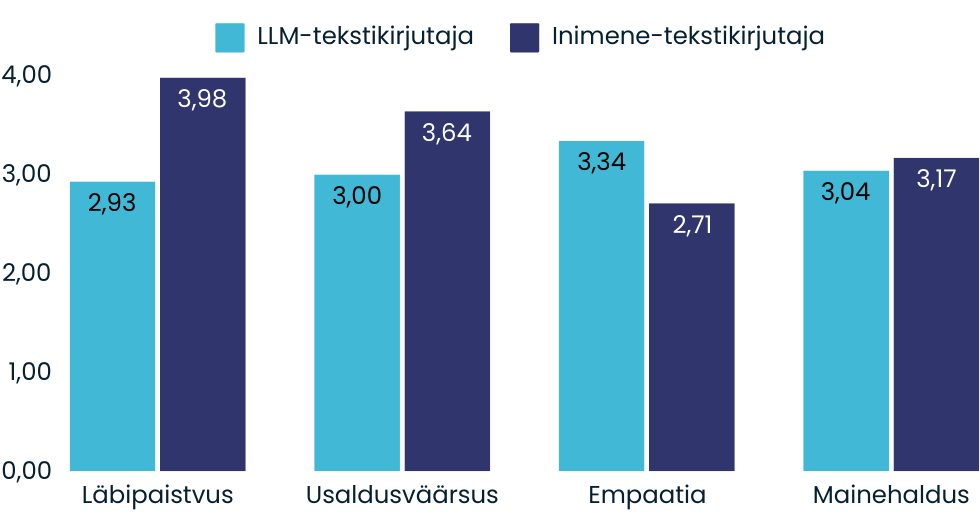 LLM-tekstikirjutaja Inimene-tekstikirjutaja
4,00
3,00
2,00
1,00
0,00
2,93 3,98 3,00 3,64 3,34 2,71 3,04 3,17
Läbipaistvus Usaldusväärsus Empaatia Mainehaldus